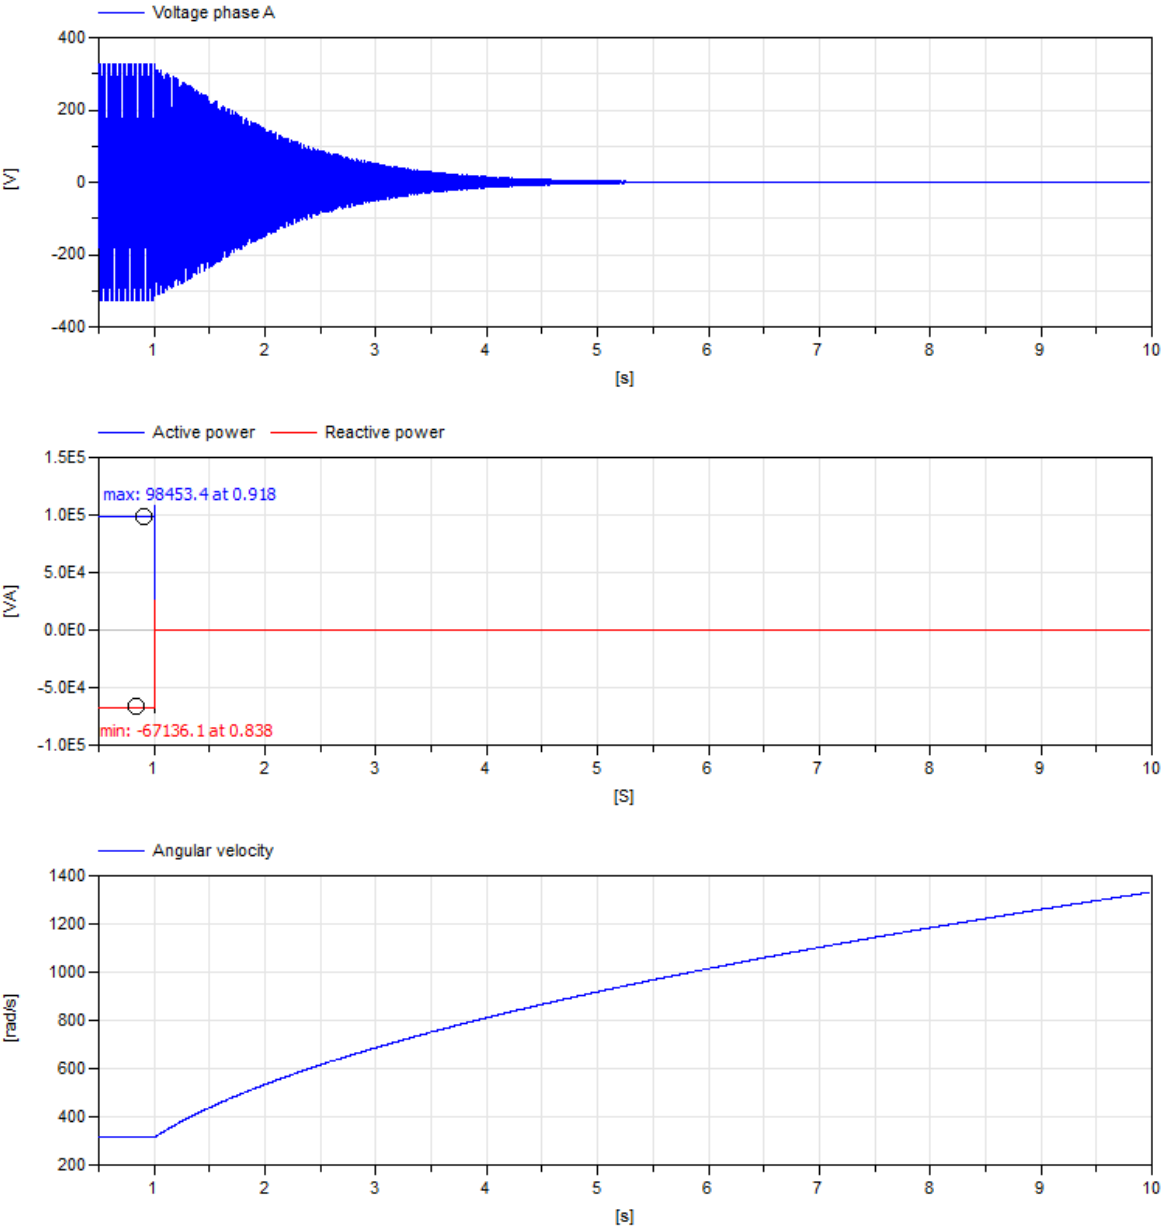 Voltage phase A
400
200
0
-200
-400
[V]
1 2 3 4 5 6 7 8 9 10
[s]
Active power Reactive power
1.5E5
max: 98453.4 at 0.918
1.0E5
5.0E4
[VA]
0.0E0
-5.0E4
min: -67136.1 at 0.838
-1.0E5
1 2 3 4 5 6 7 8 9 10
[S]
Angular velocity
1400
1200
1000
800
[rad/s]
600
400
200
1 2 3 4 5 6 7 8 9 10
[s]